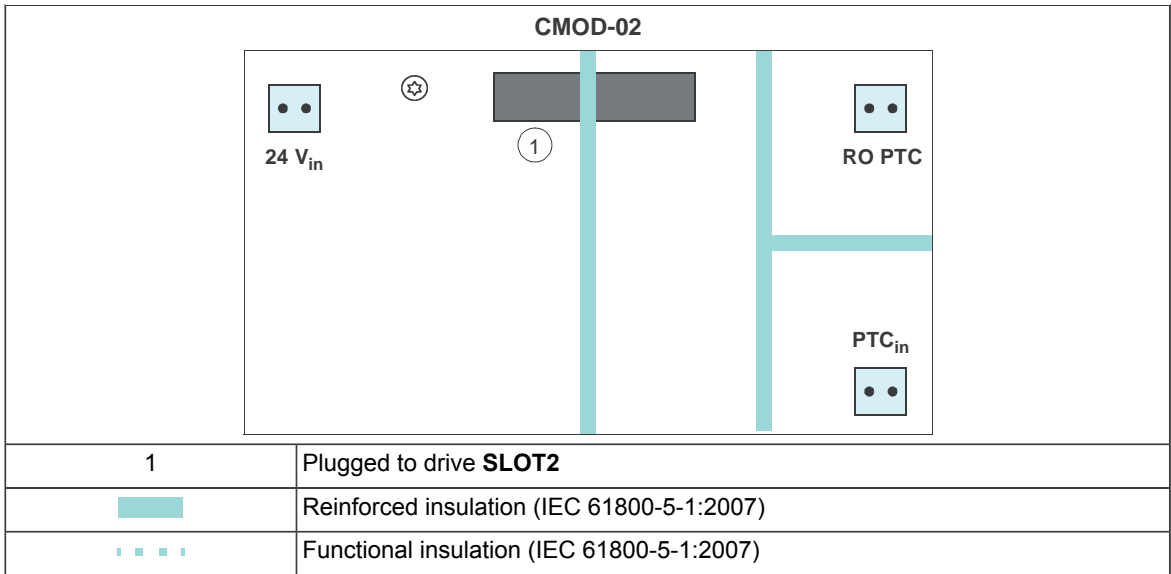 CMOD-02
24 Vin
1
RO PTC
PTCin
1 Plugged to drive SLOT2
Reinforced insulation (IEC 61800-5-1:2007)
Functional insulation (IEC 61800-5-1:2007)